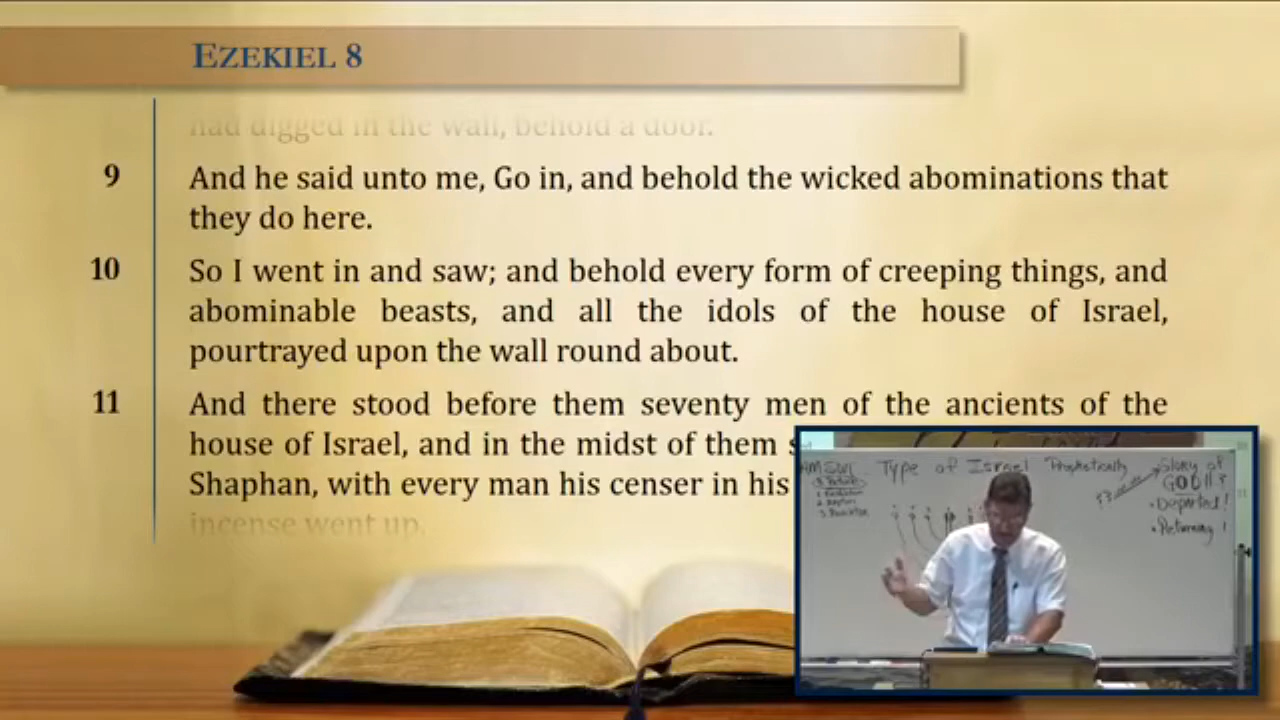 EZEKIEL 8
had digged in the wall, behold a door.
9 And he said unto me, Go in, and behold the wicked abominations that
they do here.
10 So I went in and saw; and behold every form of creeping things, and
abominable beasts, and all the idols of the house of Israel,
pourtrayed upon the wall round about.
11 And there stood before them seventy men of the ancients of the
house of Israel, and in the midst of them
Shaphan, with every man his censer in his
incense went up.
Type of Israel Prophetically
Glory of
GOD!!?
• Departed!
• Returning!